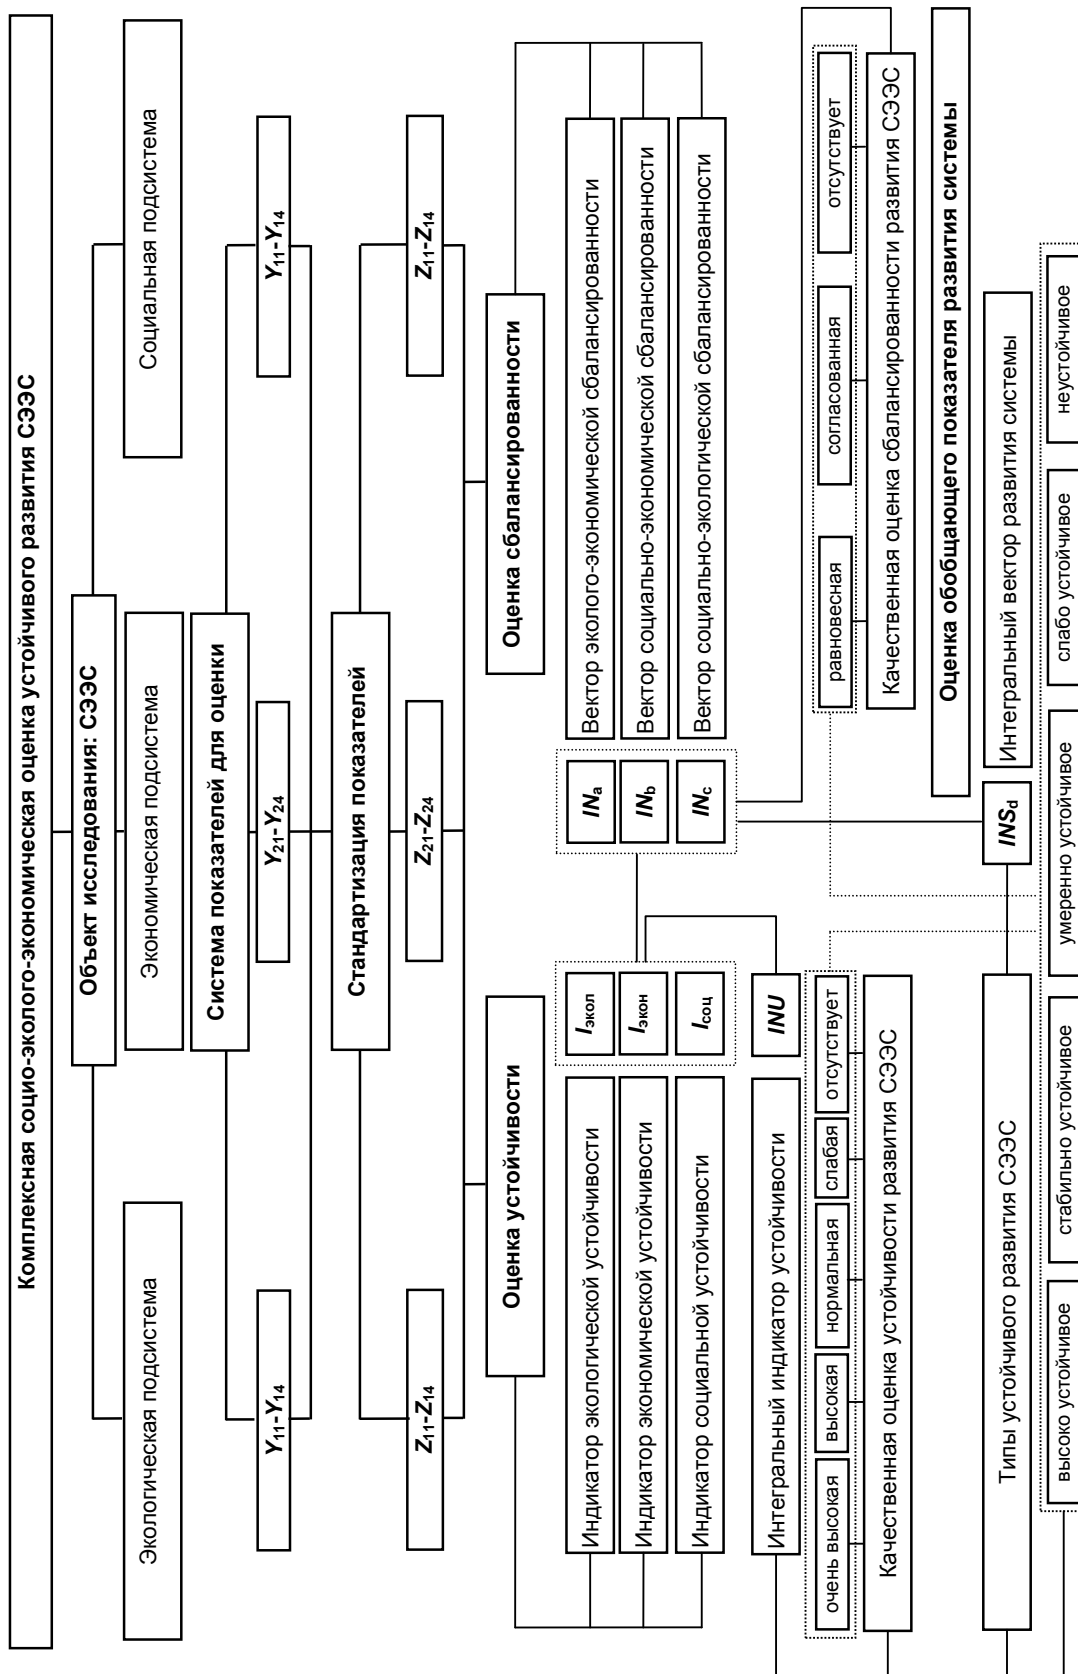 Комплексная социо-эколого-экономическая оценка устойчивого развития СЭЭС
Объект исследования: СЭЭС
Экологическая подсистема
Экономическая подсистема
Социальная подсистема
Система показателей для оценки
Y11-Y14
Y21-Y24
Y11-Y14
Стандартизация показателей
Z11-Z14
Z21-Z24
Z11-Z14
Оценка устойчивости
Оценка сбалансированности
Индикатор экологической устойчивости
Iэкол
INa
Вектор эколого-экономической сбалансированности
Индикатор экономической устойчивости
Iэкон
INb
Вектор социально-экономической сбалансированности
Индикатор социальной устойчивости
Iсоц
INc
Вектор социально-экологической сбалансированности
Интегральный индикатор устойчивости
INU
очень высокая
высокая
нормальная
слабая
отсутствует
равновесная
согласованная
отсутствует
Качественная оценка устойчивости развития СЭЭС
Качественная оценка сбалансированности развития СЭЭС
Оценка обобщающего показателя развития системы
Типы устойчивого развития СЭЭС
INSd
Интегральный вектор развития системы
высоко устойчивое
стабильно устойчивое
умеренно устойчивое
слабо устойчивое
неустойчивое